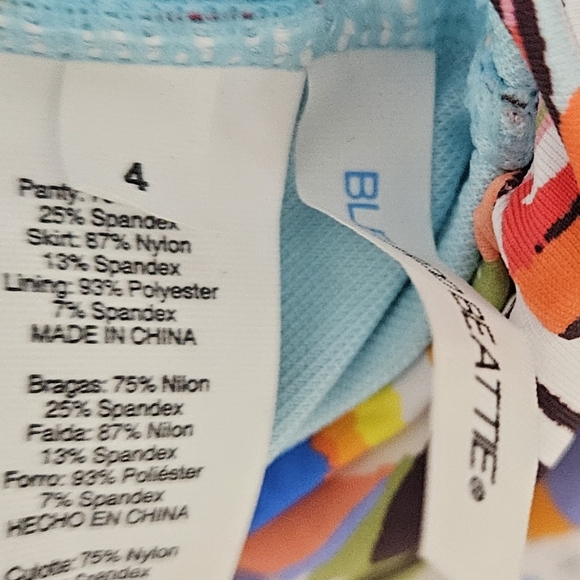 4
Panty:
25% Spandex
Skirt: 87% Nylon
13% Spandex
Lining: 93% Polyester
7% Spandex
MADE IN CHINA
Bragas: 75% Nilon
25% Spandex
Falda: 87% Nilon
13% Spandex
Forro: 93% Poliéster
7% Spandex
HECHO EN CHINA
Culotte: 75% Nylon
Spandex
BL
BEATTIE®